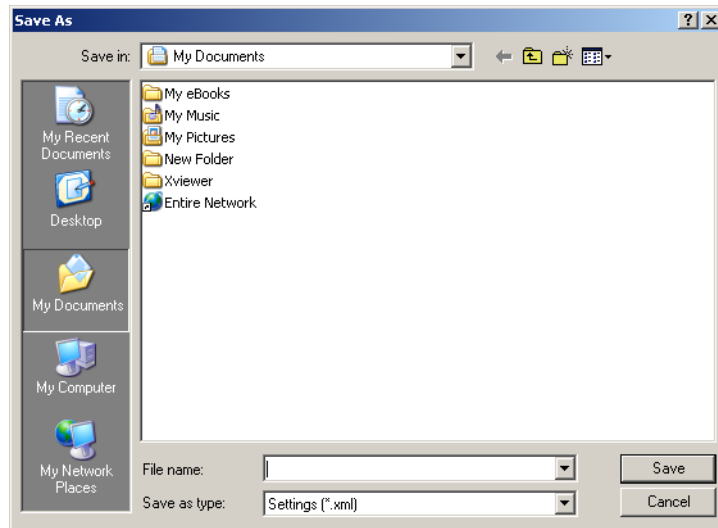 Save As
Save in: My Documents
My eBooks
My Music
My Pictures
New Folder
Xviewer
Entire Network
My Recent
Documents
Desktop
My Documents
My Computer
My Network
Places
File name:
Save
Save as type: Settings (*.xml)
Cancel